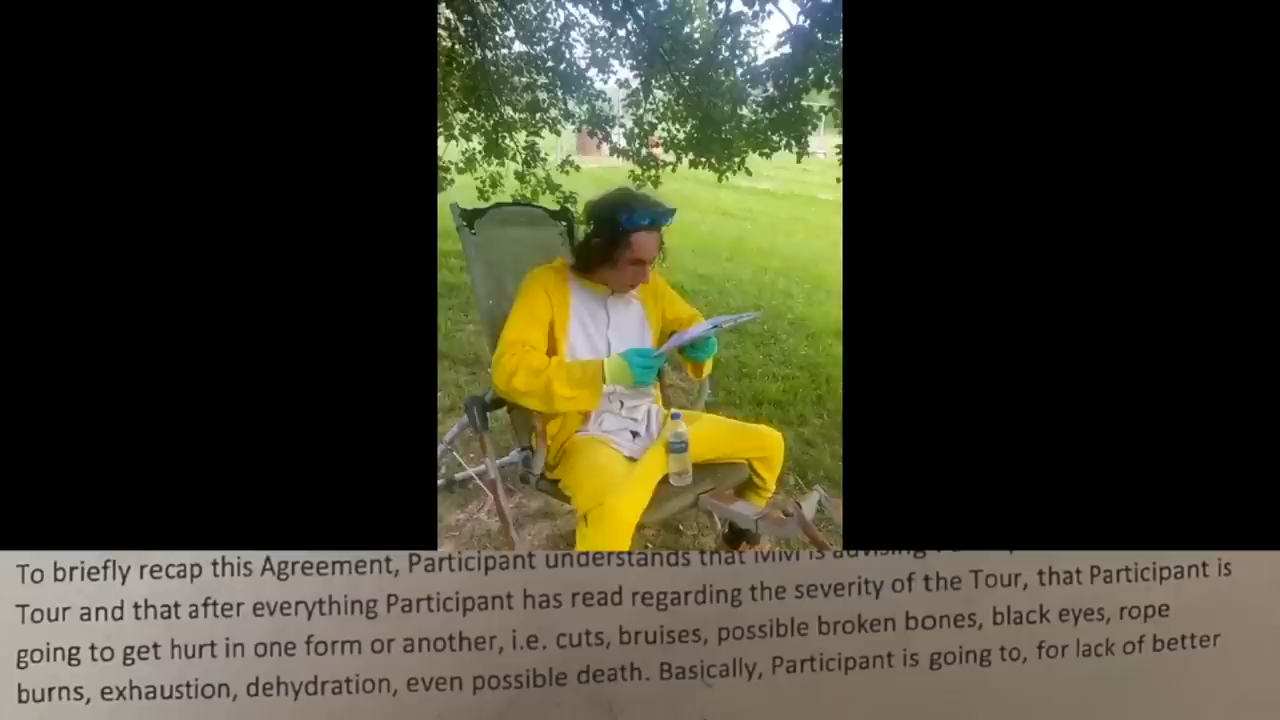 To briefly recap this Agreement, Participant understands that MM is advising
Tour and that after everything Participant has read regarding the severity of the Tour, that Participant is
going to get hurt in one form or another, i.e. cuts, bruises, possible broken bones, black eyes, rope
burns, exhaustion, dehydration, even possible death. Basically, Participant is going to, for lack of better